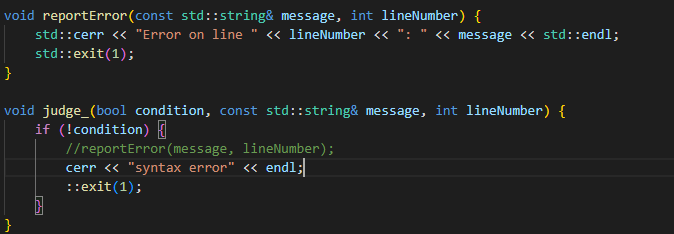 void reportError(const std::string& message, int lineNumber) {
    std::cerr << "Error on line " << lineNumber << ": " << message << std::endl;
    std::exit(1);
}

void judge_(bool condition, const std::string& message, int lineNumber) {
    if (!condition) {
        //reportError(message, lineNumber);
        cerr << "syntax error" << endl;
        ::exit(1);
    }
}